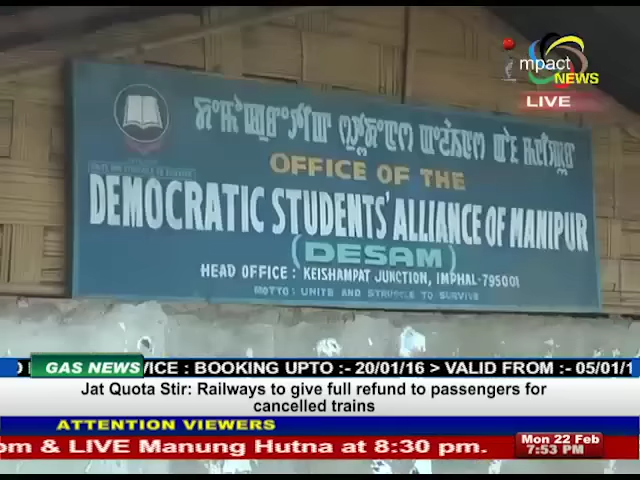 mpact
NEWS
LIVE
OFFICE OF THE
DEMOCRATIC STUDENTS' ALLIANCE OF MANIPUR
(DESAM)
HEAD OFFICE : KEISHAMPAT JUNCTION, IMPHAL-795001
MOTTO : UNITE AND STRUGGLE TO SURVIVE
GAS NEWS
VICE : BOOKING UPTO :- 20/01/16 > VALID FROM :- 05/01/1
Jat Quota Stir: Railways to give full refund to passengers for
cancelled trains
ATTENTION VIEWERS
om & LIVE Manung Hutna at 8:30 pm.
Mon 22 Feb
7:53 PM